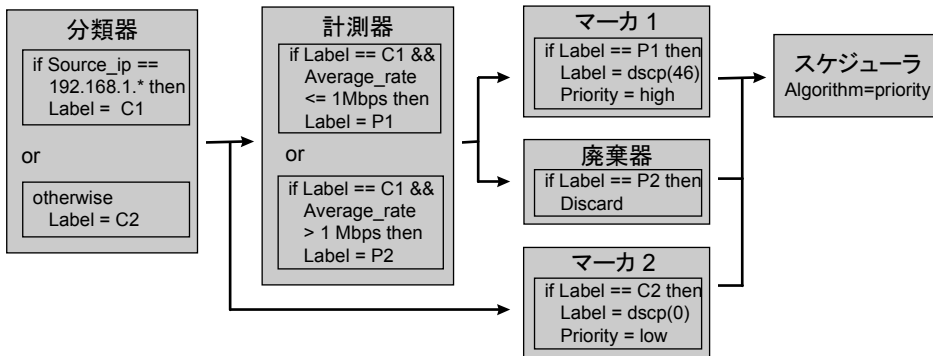 分類器
if Source_ip ==
192.168.1.* then
Label = C1
or
otherwise
Label = C2
計測器
if Label == C1 &&
Average_rate
<= 1Mbps then
Label = P1
or
if Label == C1 &&
Average_rate
> 1 Mbps then
Label = P2
マーカ 1
if Label == P1 then
Label = dscp(46)
Priority = high
廃棄器
if Label == P2 then
Discard
マーカ 2
if Label == C2 then
Label = dscp(0)
Priority = low
スケジューラ
Algorithm=priority